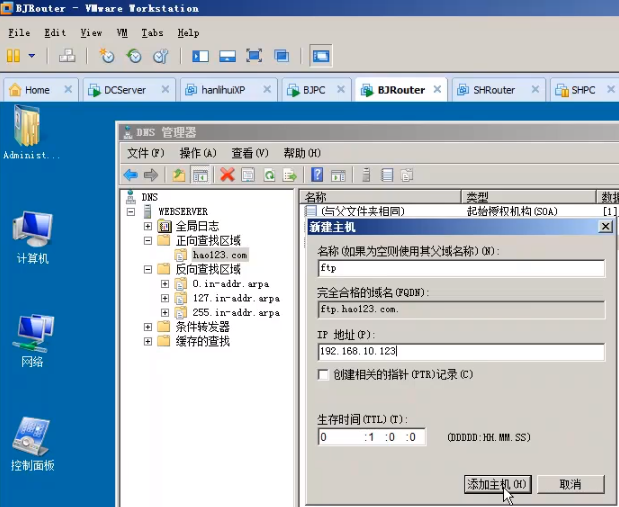 BJRouter - VMware Workstation
File Edit View VM Tabs Help
Home DCServer hanlihuiXP BJPC BJRouter SHRouter SHPC
Administ...
计算机
网络
控制面板
DNS 管理器
文件(F) 操作(A) 查看(V) 帮助(H)
DNS
WEBSERVER
全局日志
正向查找区域
hao123.com
反向查找区域
0.in-addr.arpa
127.in-addr.arpa
255.in-addr.arpa
条件转发器
缓存的查找
名称 类型 数据
(与父文件夹相同) 起始授权机构(SOA) [1]
新建主机
名称(如果为空则使用其父域名称)(N):
ftp
完全合格的域名(FQDN):
ftp.hao123.com.
IP 地址(P):
192.168.10.123
创建相关的指针(PTR)记录(C)
生存时间(TTL)(T):
0 :1 :0 :0 (DDDDD:HH.MM.SS)
添加主机(H) 取消